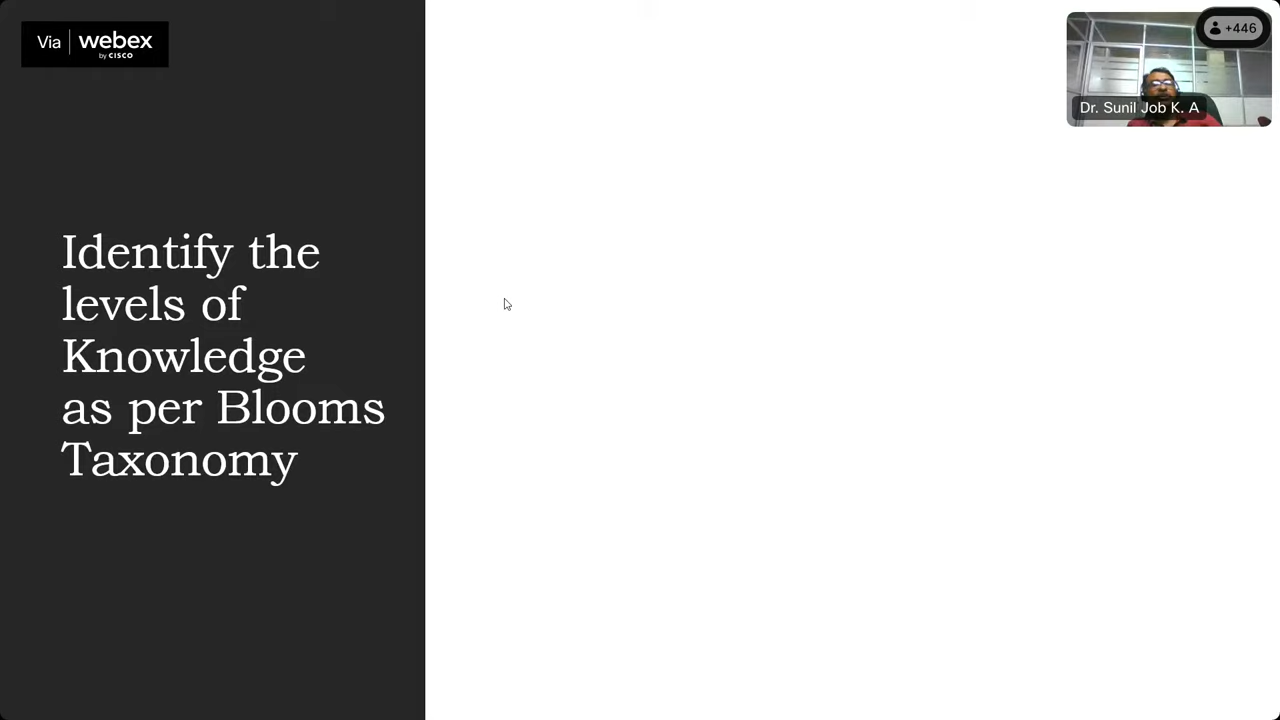 Via webex
by CISCO
+446
Dr. Sunil Job K. A
Identify the
levels of
Knowledge
as per Blooms
Taxonomy